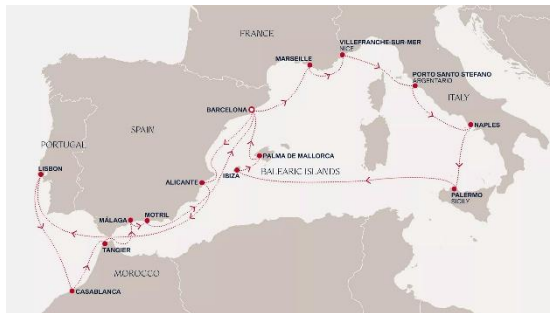 FRANCE
VILLEFRANCHE-SUR-MER
NICE
MARSEILLE
PORTO SANTO STEFANO
ARGENTARIO
ITALY
BARCELONA
NAPLES
SPAIN
PORTUGAL
PALMA DE MALLORCA
LISBON
IBIZA
BALEARIC ISLANDS
ALICANTE
PALERMO
SICILY
MÁLAGA
MOTRIL
TANGIER
MOROCCO
CASABLANCA